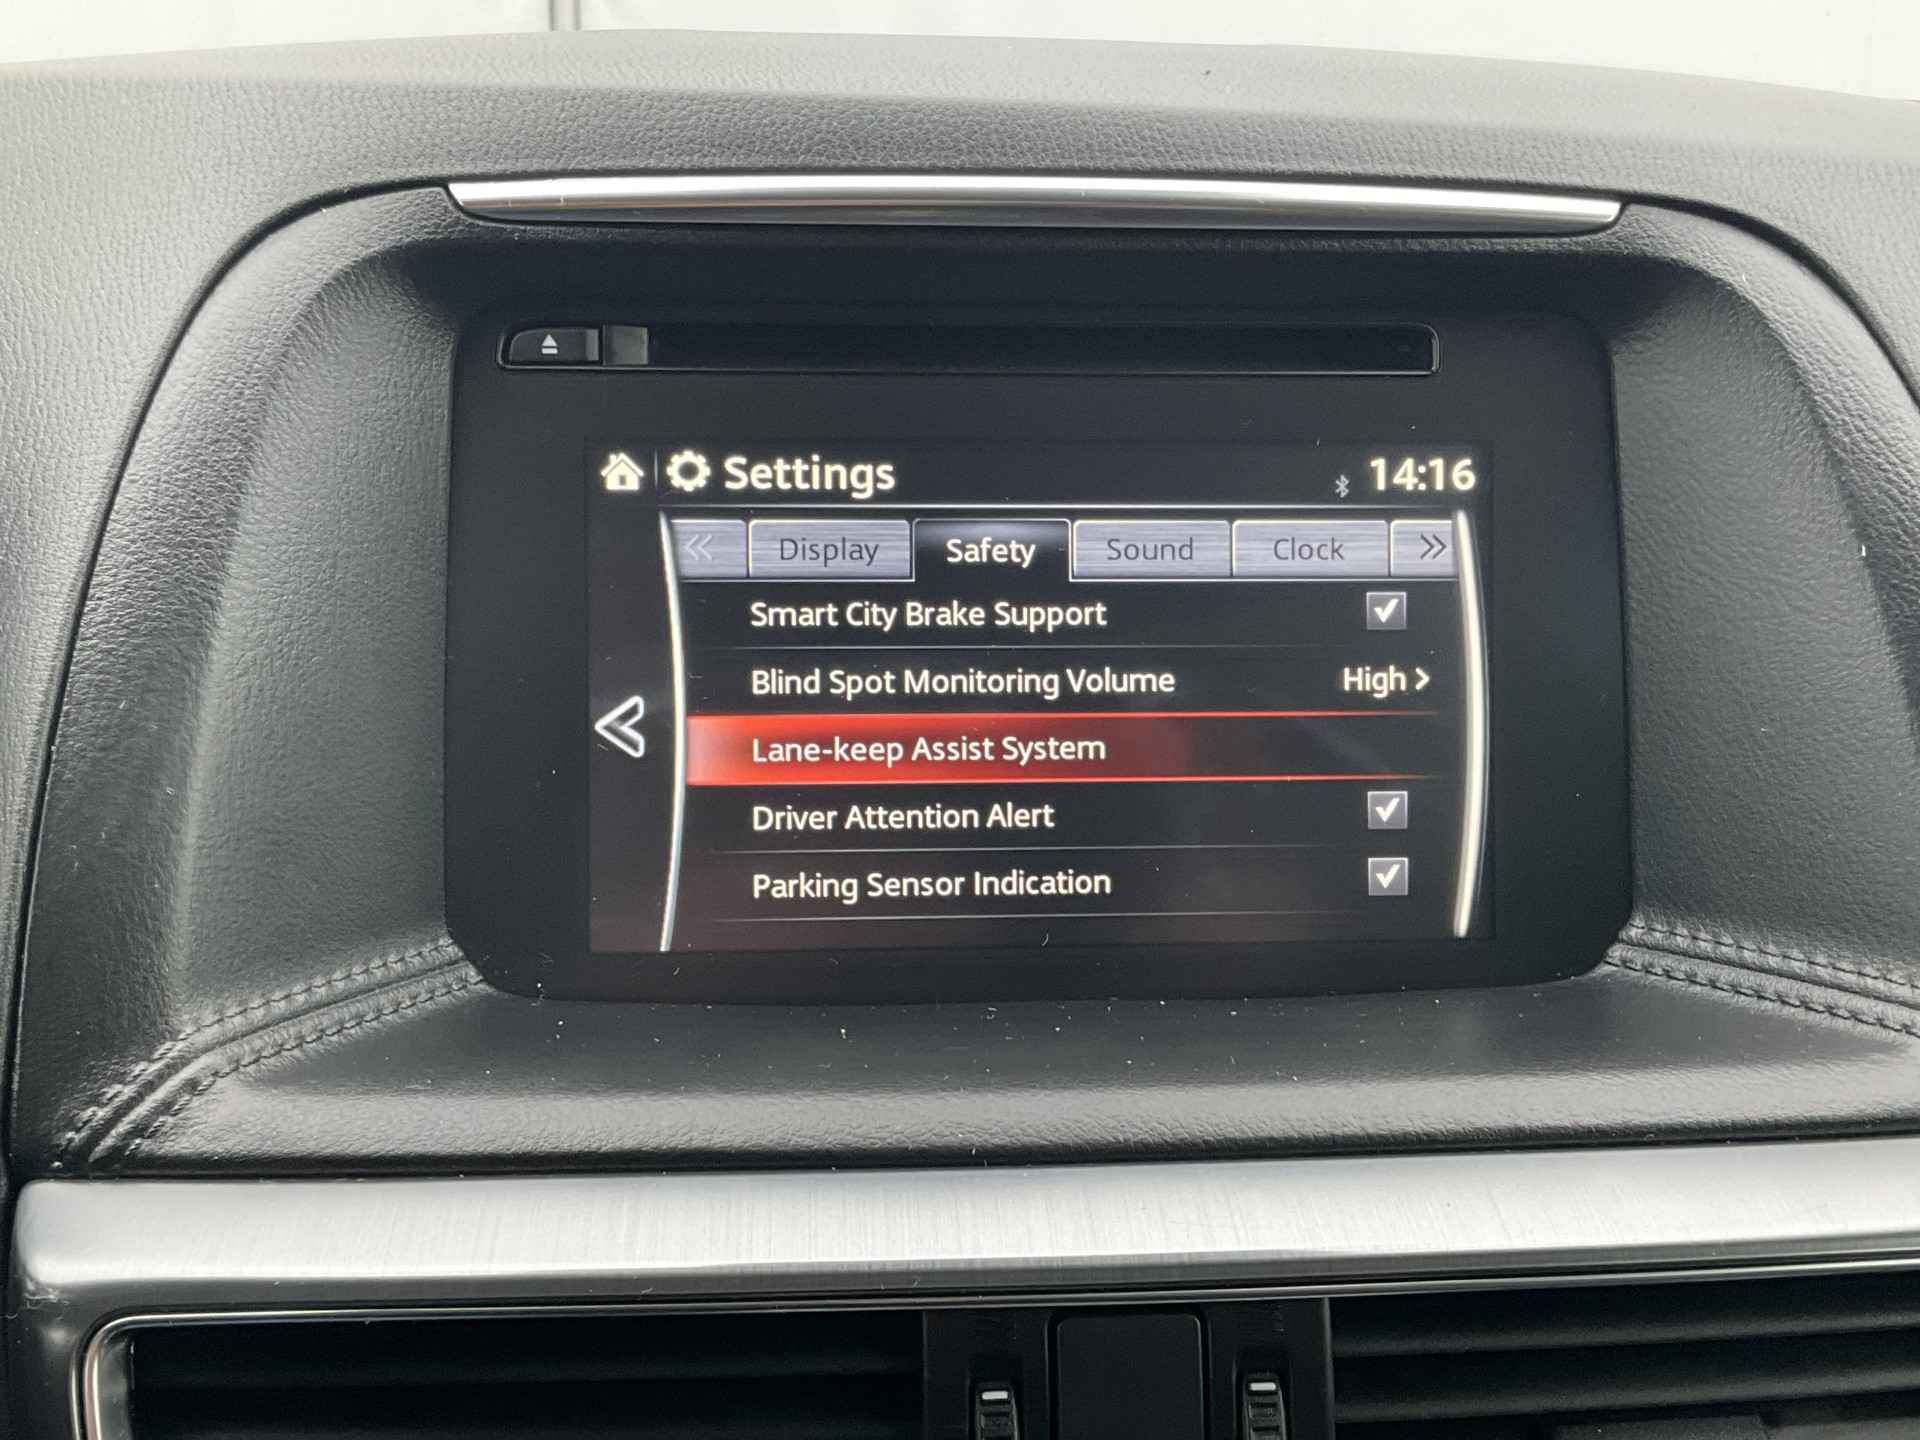 Settings 14:16
Display Safety Sound Clock
Smart City Brake Support
Blind Spot Monitoring Volume High >
Lane-keep Assist System
Driver Attention Alert
Parking Sensor Indication